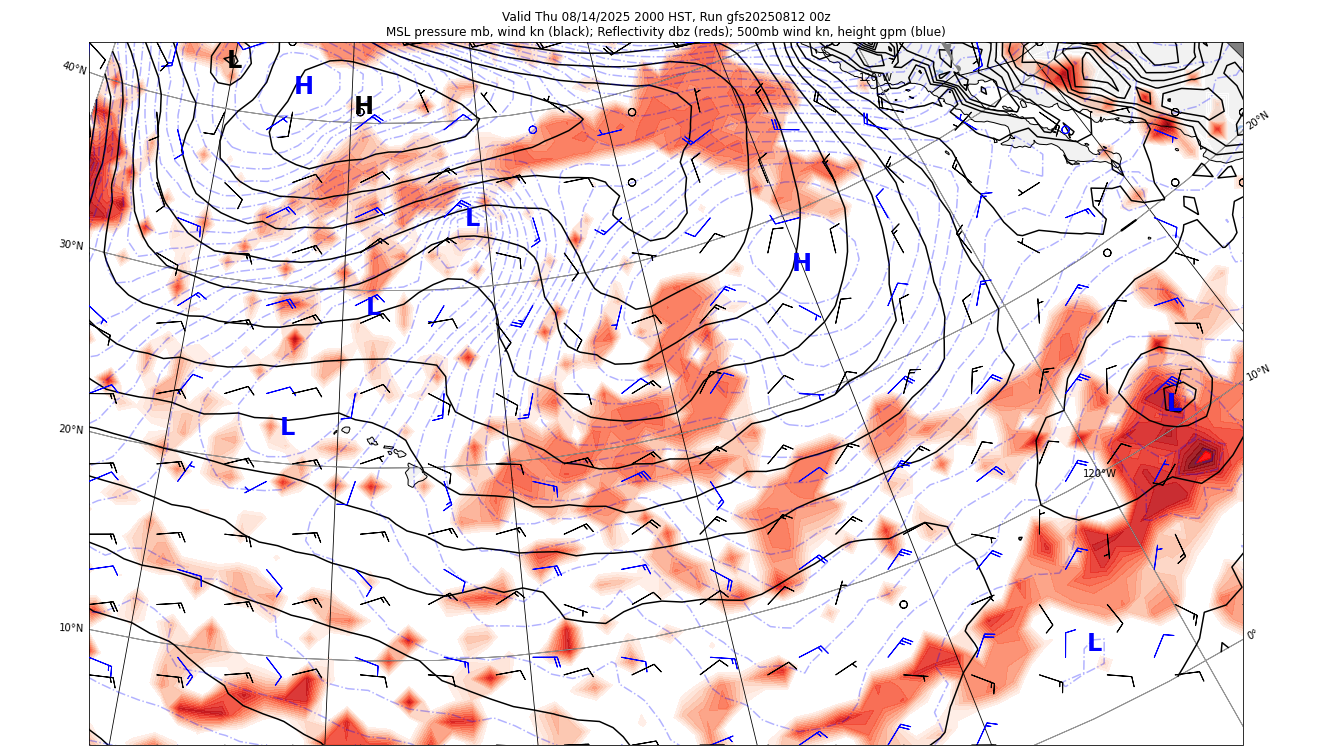 Valid Thu 08/14/2025 2000 HST, Run gfs20250812 00z
MSL pressure mb, wind kn (black); Reflectivity dbz (reds); 500mb wind kn, height gpm (blue)
L
40°N
H
H
120°W
20°N
L
30°N
H
L
10°N
L
L
20°N
120°W
10°N
0°
L